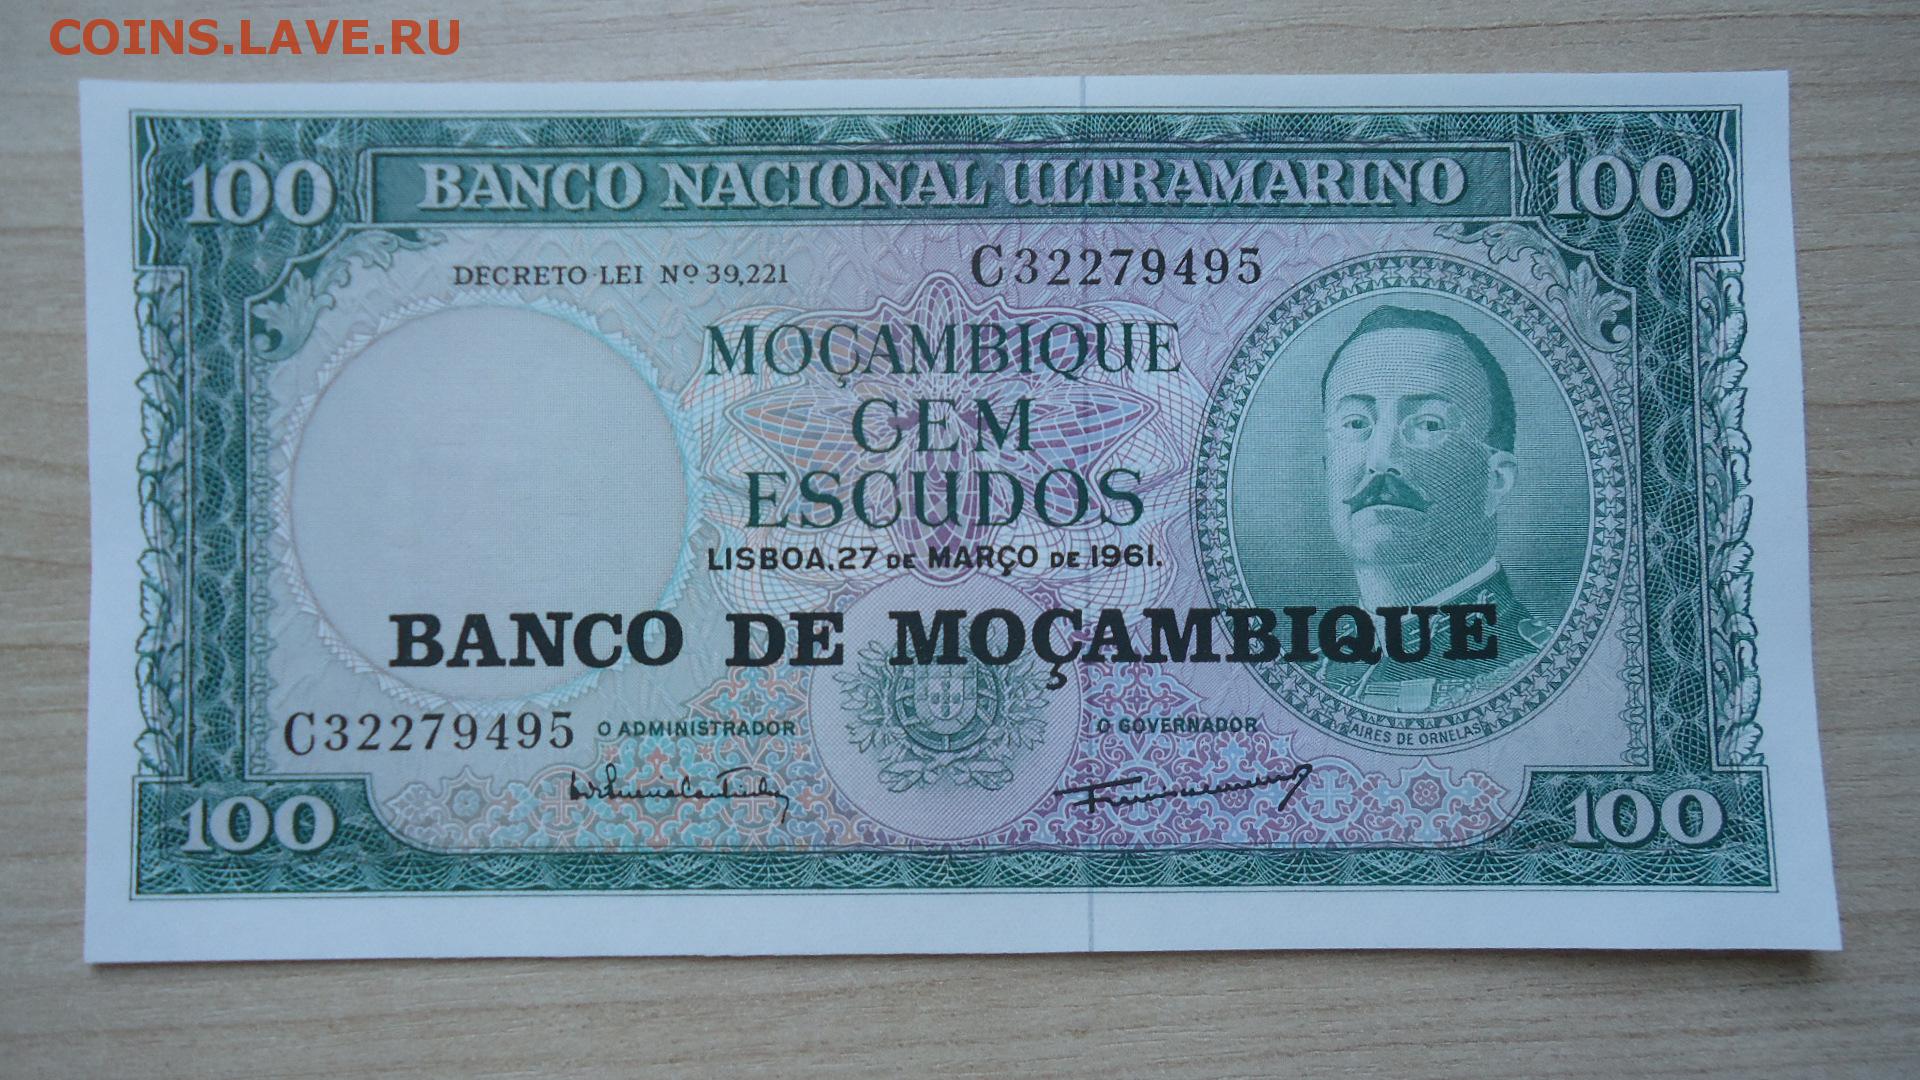 COINS.LAVE.RU
100 BANCO NACIONAL ULTRAMARINO 100
DECRETO-LEI Nº 39,221 C32279495
MOÇAMBIQUE
CEM
ESCUDOS
LISBOA, 27 DE MARÇO DE 1961.
BANCO DE MOÇAMBIQUE
C32279495 O ADMINISTRADOR O GOVERNADOR AIRES DE ORNELAS
100 100